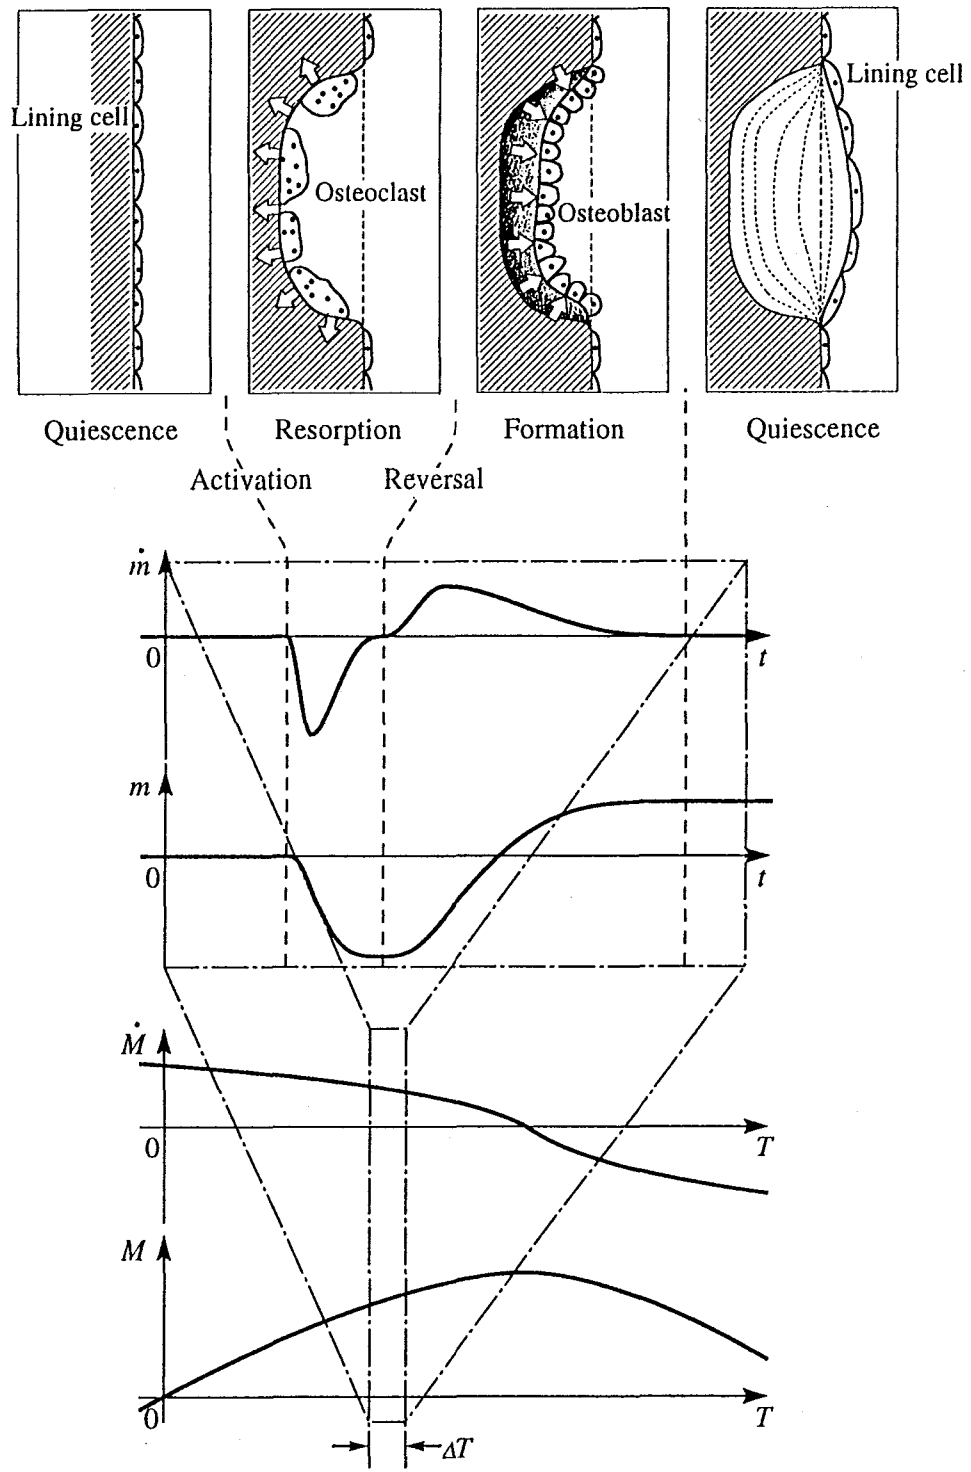 Lining cell
Osteoclast
Osteoblast
Lining cell
Quiescence
Resorption
Formation
Quiescence
Activation
Reversal
ṁ
0
t
m
0
t
Ṁ
0
T
M
0
T
ΔT